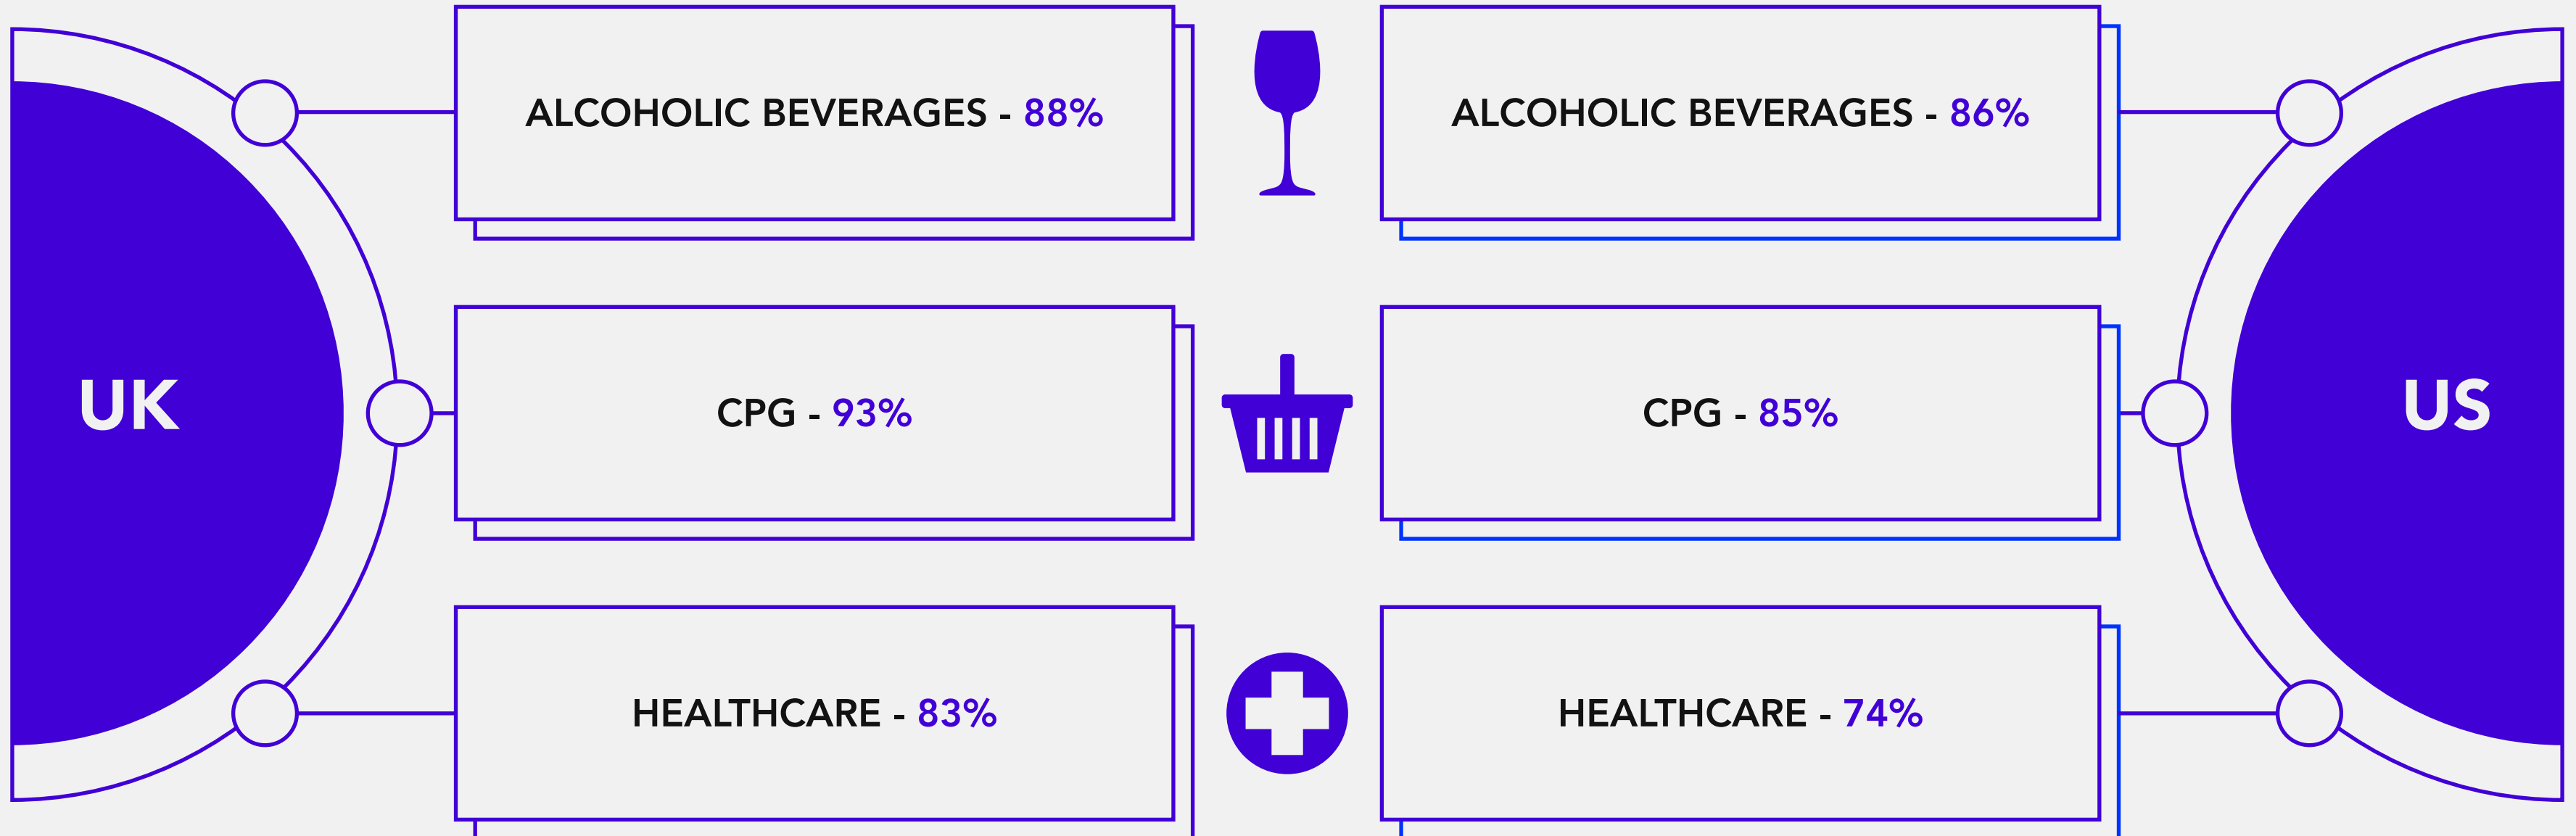 UK
ALCOHOLIC BEVERAGES - 88%
CPG - 93%
HEALTHCARE - 83%
ALCOHOLIC BEVERAGES - 86%
CPG - 85%
HEALTHCARE - 74%
US